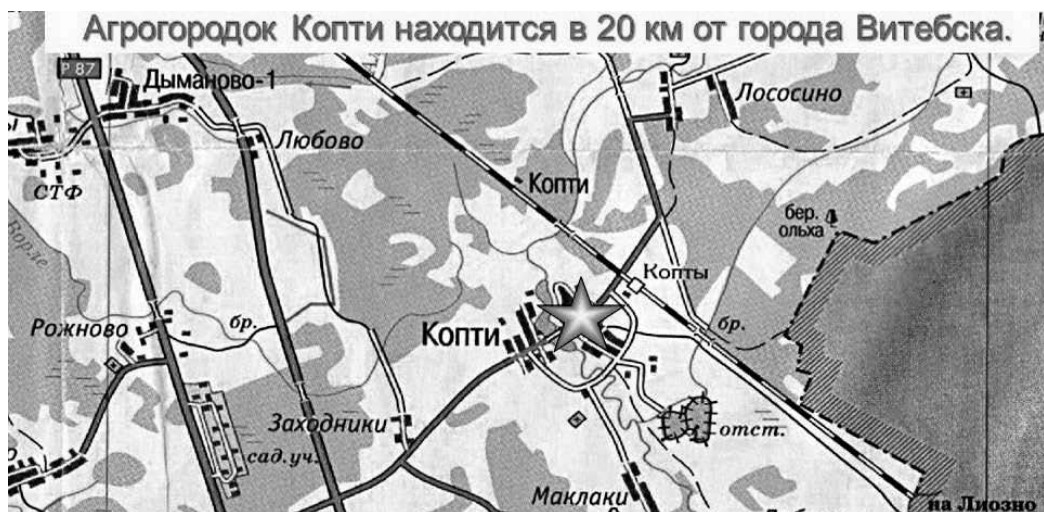 Агрогородок Копти находится в 20 км от города Витебска.
Р 87
Дыманово-1
Лососино
Любово
СТФ
Копти
бер.
ольха
Ворзе
Копты
Рожново
бр.
Копти
бр.
Заходники
сад. уч.
отст.
Маклаки
на Лиозно